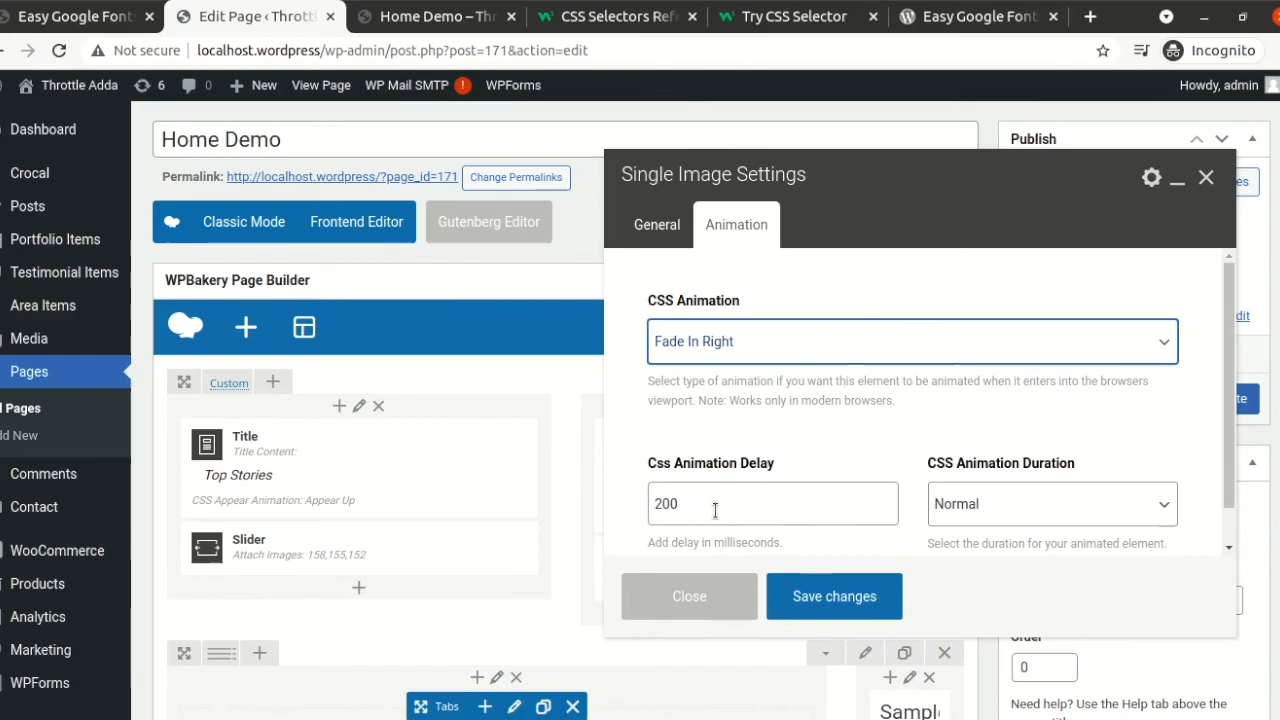 Easy Google Font
Edit Page ‹ Thrott
Home Demo – Th
CSS Selectors Ref
Try CSS Selector
Easy Google Font
Not secure
localhost.wordpress/wp-admin/post.php?post=171&action=edit
Incognito
Throttle Adda
6
0
New
View Page
WP Mail SMTP
!
WPForms
Howdy, admin
Dashboard
Crocal
Posts
Portfolio Items
Testimonial Items
Area Items
Media
Pages
Pages
dd New
Comments
Contact
WooCommerce
Products
Analytics
Marketing
WPForms
Home Demo
Permalink: http://localhost.wordpress/?page_id=171
Change Permalinks
Classic Mode
Frontend Editor
Gutenberg Editor
WPBakery Page Builder
Custom
Title
Title Content:
Top Stories
CSS Appear Animation: Appear Up
Slider
Attach Images: 158,155,152
Tabs
Sampl
Single Image Settings
General
Animation
CSS Animation
Fade In Right
Select type of animation if you want this element to be animated when it enters into the browsers
viewport. Note: Works only in modern browsers.
Css Animation Delay
CSS Animation Duration
200
Normal
Add delay in milliseconds.
Select the duration for your animated element.
Close
Save changes
Publish
es
dit
te
Order
0
Need help? Use the Help tab above the